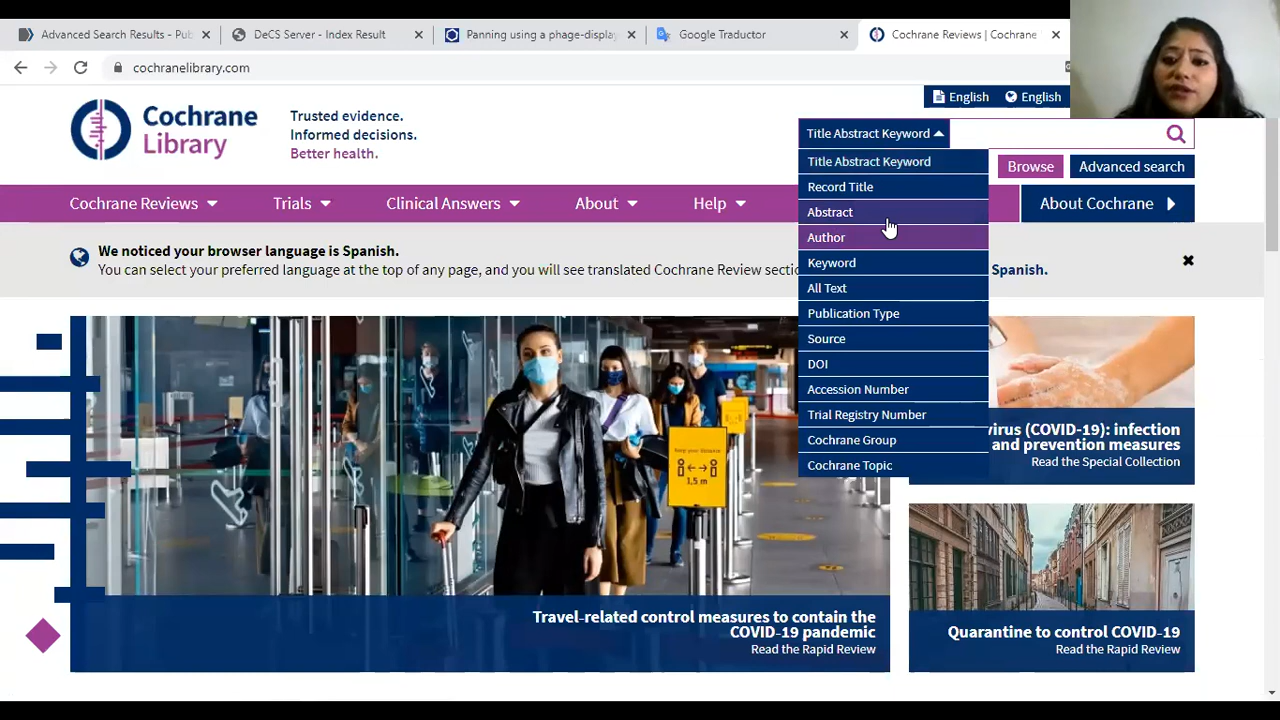 Advanced Search Results - Pub
DeCS Server - Index Result
Panning using a phage-display
Google Traductor
Cochrane Reviews | Cochrane
cochranelibrary.com
English
English
Cochrane
Library
Trusted evidence.
Informed decisions.
Better health.
Title Abstract Keyword
Title Abstract Keyword
Record Title
Abstract
Author
Keyword
All Text
Publication Type
Source
DOI
Accession Number
Trial Registry Number
Cochrane Group
Cochrane Topic
Browse
Advanced search
Cochrane Reviews
Trials
Clinical Answers
About
Help
About Cochrane
We noticed your browser language is Spanish.
You can select your preferred language at the top of any page, and you will see translated Cochrane Review sectio
Spanish.
1,5 m
Travel-related control measures to contain the
COVID-19 pandemic
Read the Rapid Review
virus (COVID-19): infection
and prevention measures
Read the Special Collection
Quarantine to control COVID-19
Read the Rapid Review